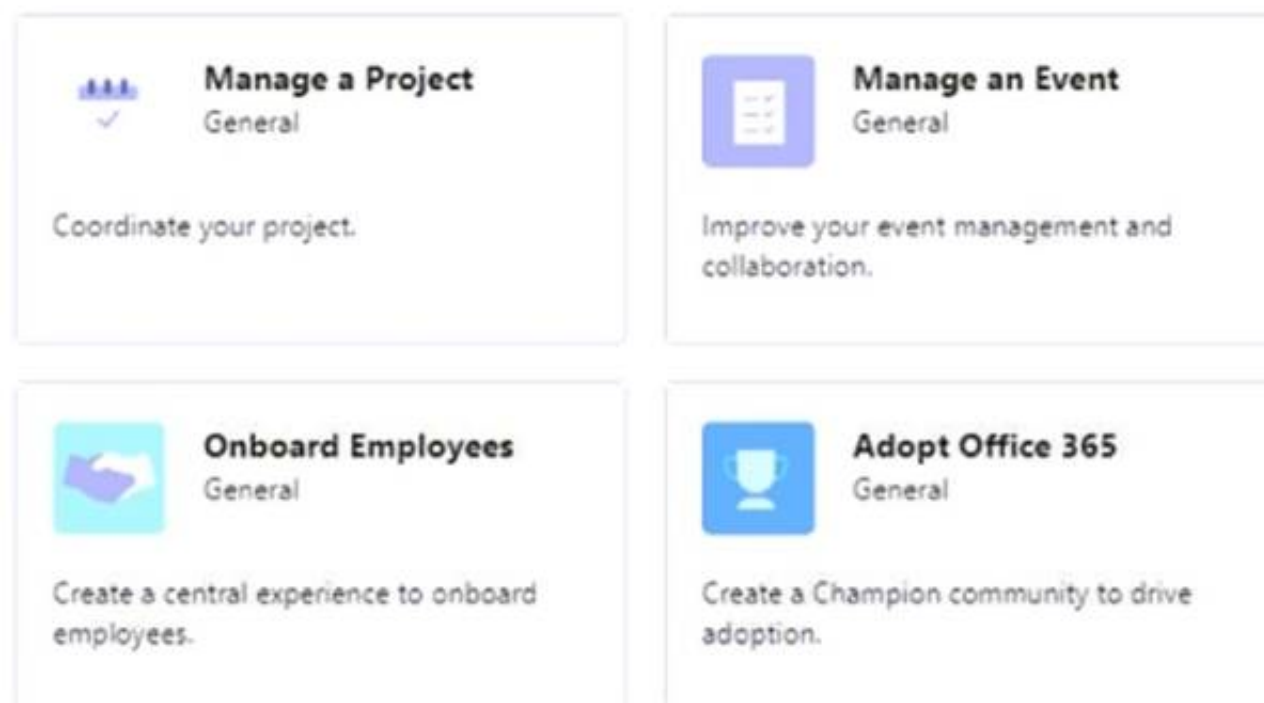 Manage a Project
General
Coordinate your project.
Manage an Event
General
Improve your event management and
collaboration.
Onboard Employees
General
Create a central experience to onboard
employees.
Adopt Office 365
General
Create a Champion community to drive
adoption.